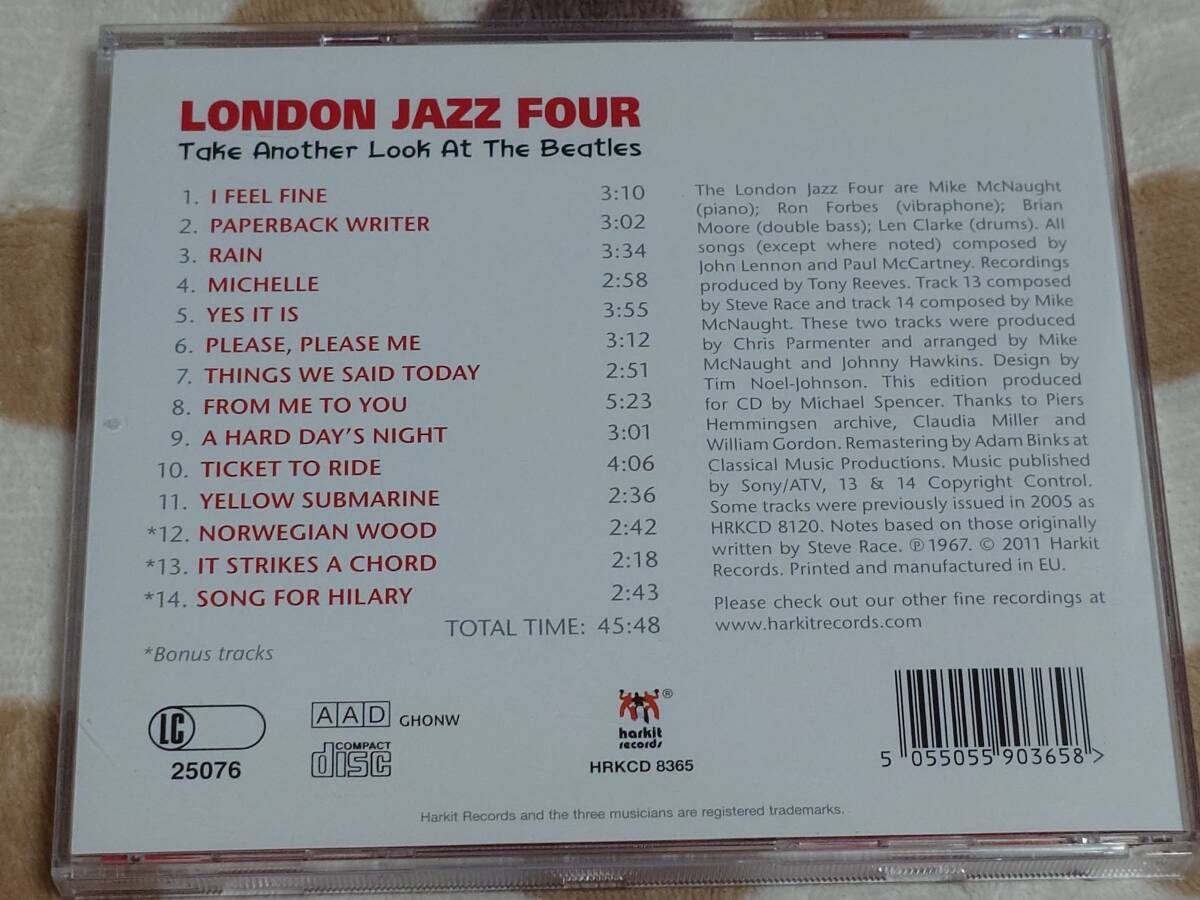 LONDON JAZZ FOUR
Take Another Look At The Beatles
1. I FEEL FINE 3:10
2. PAPERBACK WRITER 3:02
3. RAIN 3:34
4. MICHELLE 2:58
5. YES IT IS 3:55
6. PLEASE, PLEASE ME 3:12
7. THINGS WE SAID TODAY 2:51
8. FROM ME TO YOU 5:23
9. A HARD DAY'S NIGHT 3:01
10. TICKET TO RIDE 4:06
11. YELLOW SUBMARINE 2:36
*12. NORWEGIAN WOOD 2:42
*13. IT STRIKES A CHORD 2:18
*14. SONG FOR HILARY 2:43
TOTAL TIME: 45:48
*Bonus tracks
The London Jazz Four are Mike McNaught
(piano); Ron Forbes (vibraphone); Brian
Moore (double bass); Len Clarke (drums). All
songs (except where noted) composed by
John Lennon and Paul McCartney. Recordings
produced by Tony Reeves. Track 13 composed
by Steve Race and track 14 composed by Mike
McNaught. These two tracks were produced
by Chris Parmenter and arranged by Mike
McNaught and Johnny Hawkins. Design by
Tim Noel-Johnson. This edition produced
for CD by Michael Spencer. Thanks to Piers
Hemmingsen archive, Claudia Miller and
William Gordon. Remastering by Adam Binks at
Classical Music Productions. Music published
by Sony/ATV, 13 & 14 Copyright Control.
Some tracks were previously issued in 2005 as
HRKCD 8120. Notes based on those originally
written by Steve Race. ℗ 1967. © 2011 Harkit
Records. Printed and manufactured in EU.
Please check out our other fine recordings at
www.harkitrecords.com
LC
25076
AAD GHONW
COMPACT
disc
®
harkit
records
HRKCD 8365
5 055055 903658 >
Harkit Records and the three musicians are registered trademarks.